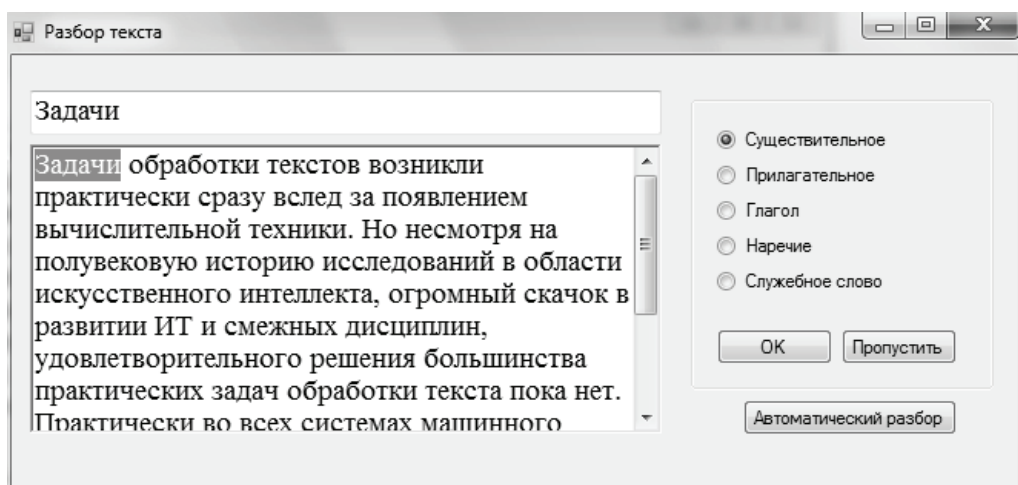 Разбор текста
Задачи
Задачи обработки текстов возникли
практически сразу вслед за появлением
вычислительной техники. Но несмотря на
полувековую историю исследований в области
искусственного интеллекта, огромный скачок в
развитии ИТ и смежных дисциплин,
удовлетворительного решения большинства
практических задач обработки текста пока нет.
Практически во всех системах машинного
Существительное
Прилагательное
Глагол
Наречие
Служебное слово
OK Пропустить
Автоматический разбор